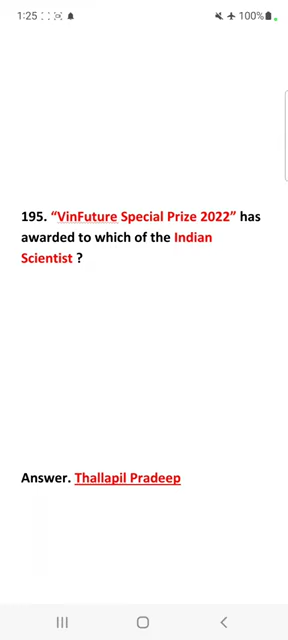 1:25
100%
195. “VinFuture Special Prize 2022” has
awarded to which of the Indian
Scientist ?
Answer. Thallapil Pradeep